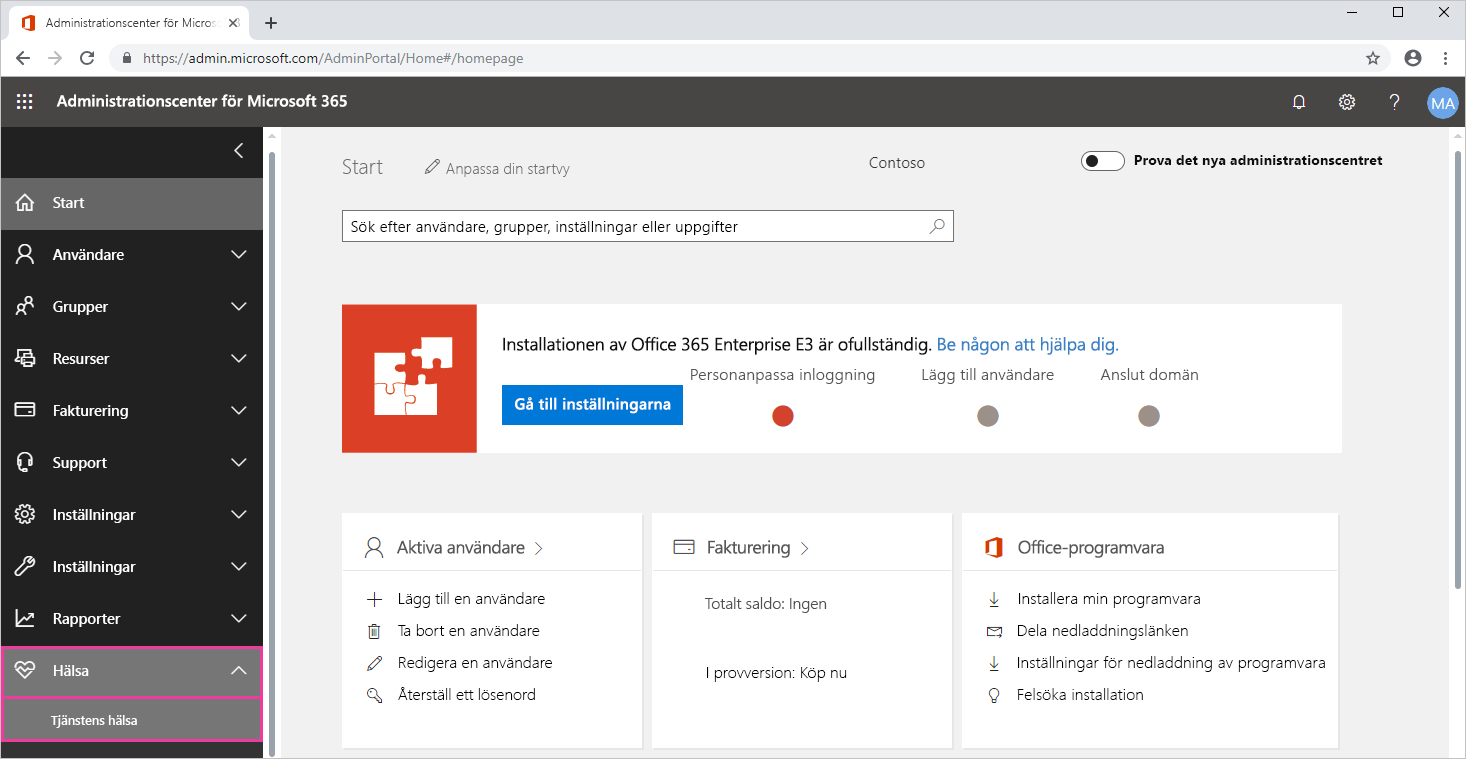 Administrationscenter för Micros
https://admin.microsoft.com/AdminPortal/Home#/homepage
Administrationscenter för Microsoft 365
?
MA
Start
Användare
Grupper
Resurser
Fakturering
Support
Inställningar
Inställningar
Rapporter
Hälsa
Tjänstens hälsa
Start
Anpassa din startvy
Contoso
Prova det nya administrationscentret
Sök efter användare, grupper, inställningar eller uppgifter
Installationen av Office 365 Enterprise E3 är ofullständig. Be någon att hjälpa dig.
Gå till inställningarna
Personanpassa inloggning
Lägg till användare
Anslut domän
Aktiva användare
Lägg till en användare
Ta bort en användare
Redigera en användare
Återställ ett lösenord
Fakturering
Totalt saldo: Ingen
I provversion: Köp nu
Office-programvara
Installera min programvara
Dela nedladdningslänken
Inställningar för nedladdning av programvara
Felsöka installation